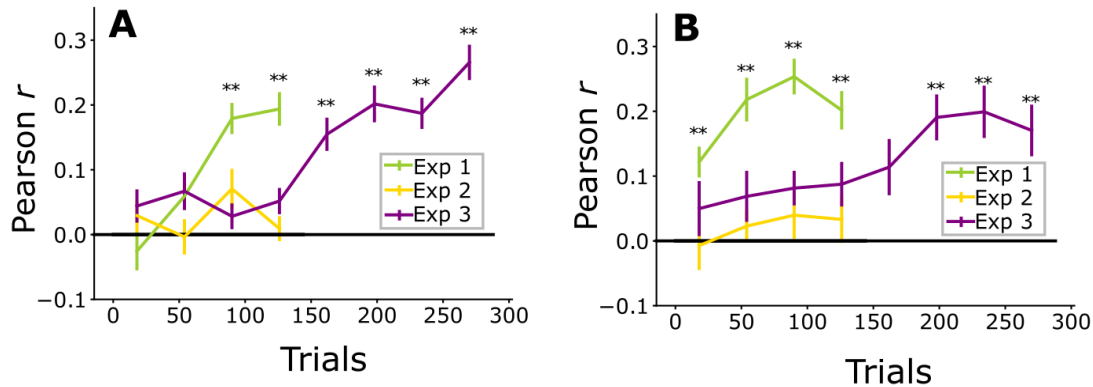 A
Pearson r
0.3
0.2
0.1
0.0
−0.1
** ** ** ** ** **
Exp 1
Exp 2
Exp 3
0 50 100 150 200 250 300
Trials
B
Pearson r
0.3
0.2
0.1
0.0
−0.1
** ** ** ** ** ** **
Exp 1
Exp 2
Exp 3
0 50 100 150 200 250 300
Trials